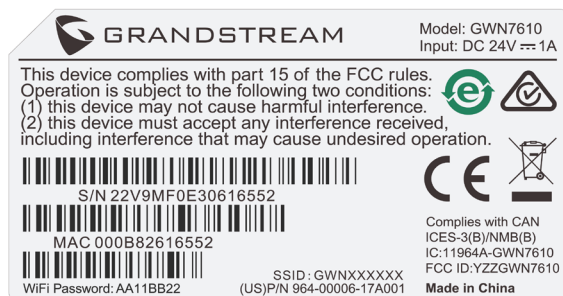 GRANDSTREAM
Model: GWN7610
Input: DC 24V⎓1A
This device complies with part 15 of the FCC rules.
Operation is subject to the following two conditions:
(1) this device may not cause harmful interference.
(2) this device must accept any interference received,
including interference that may cause undesired operation.
e
S/N 22V9MF0E30616552
MAC 000B82616552
WiFi Password: AA11BB22
SSID : GWNXXXXXX
(US)P/N 964-00006-17A001
CE
Complies with CAN
ICES-3(B)/NMB(B)
IC:11964A-GWN7610
FCC ID:YZZGWN7610
Made in China